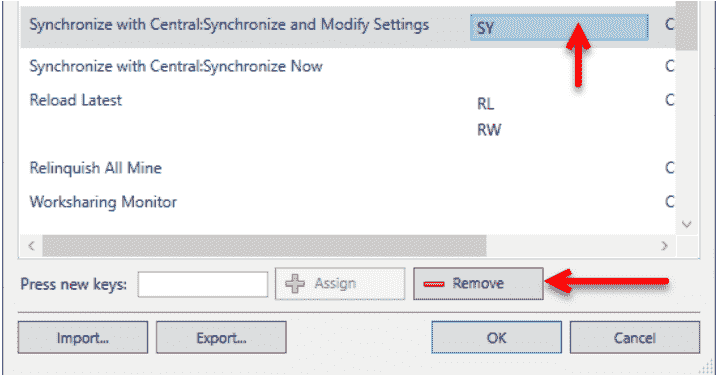 Synchronize with Central:Synchronize and Modify Settings SY C
Synchronize with Central:Synchronize Now C
Reload Latest RL C
RW
Relinquish All Mine C
Worksharing Monitor C
Press new keys: Assign Remove
Import... Export... OK Cancel